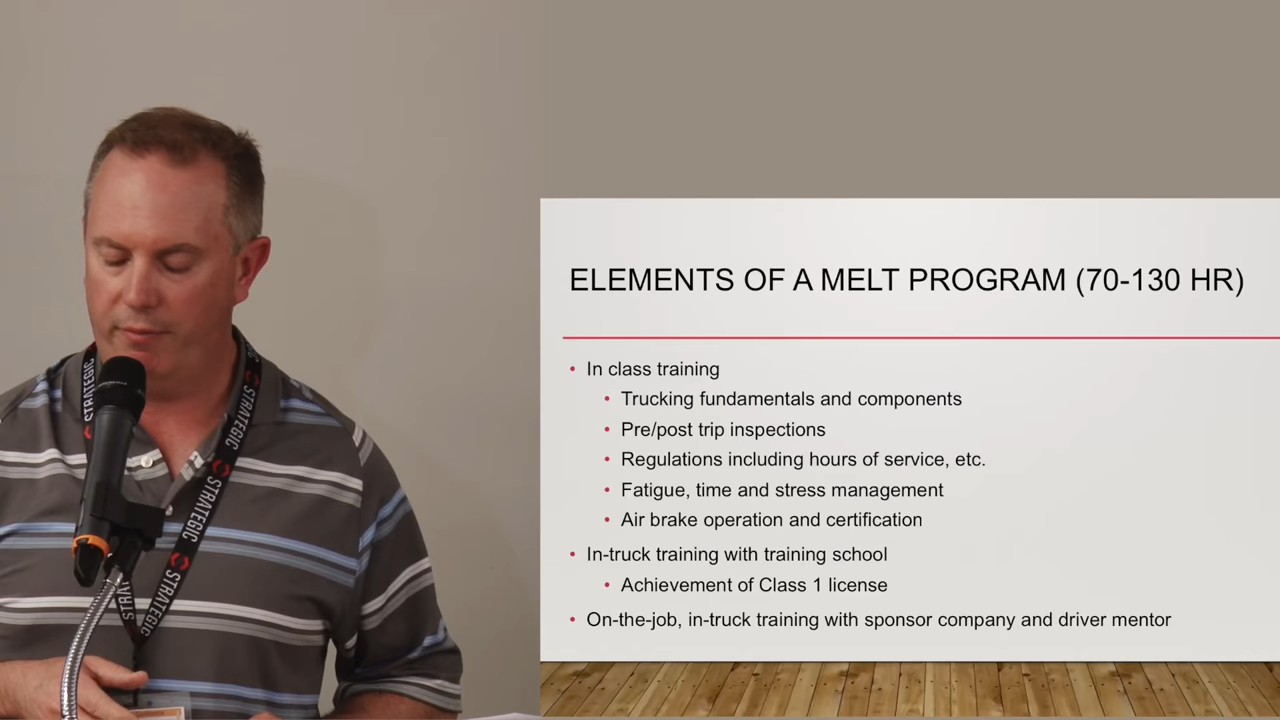 ELEMENTS OF A MELT PROGRAM (70-130 HR)
In class training
Trucking fundamentals and components
Pre/post trip inspections
Regulations including hours of service, etc.
Fatigue, time and stress management
Air brake operation and certification
In-truck training with training school
Achievement of Class 1 license
On-the-job, in-truck training with sponsor company and driver mentor
STRATEGIC
STRATEGIC
STRATEGIC
STRATEGIC
STRA